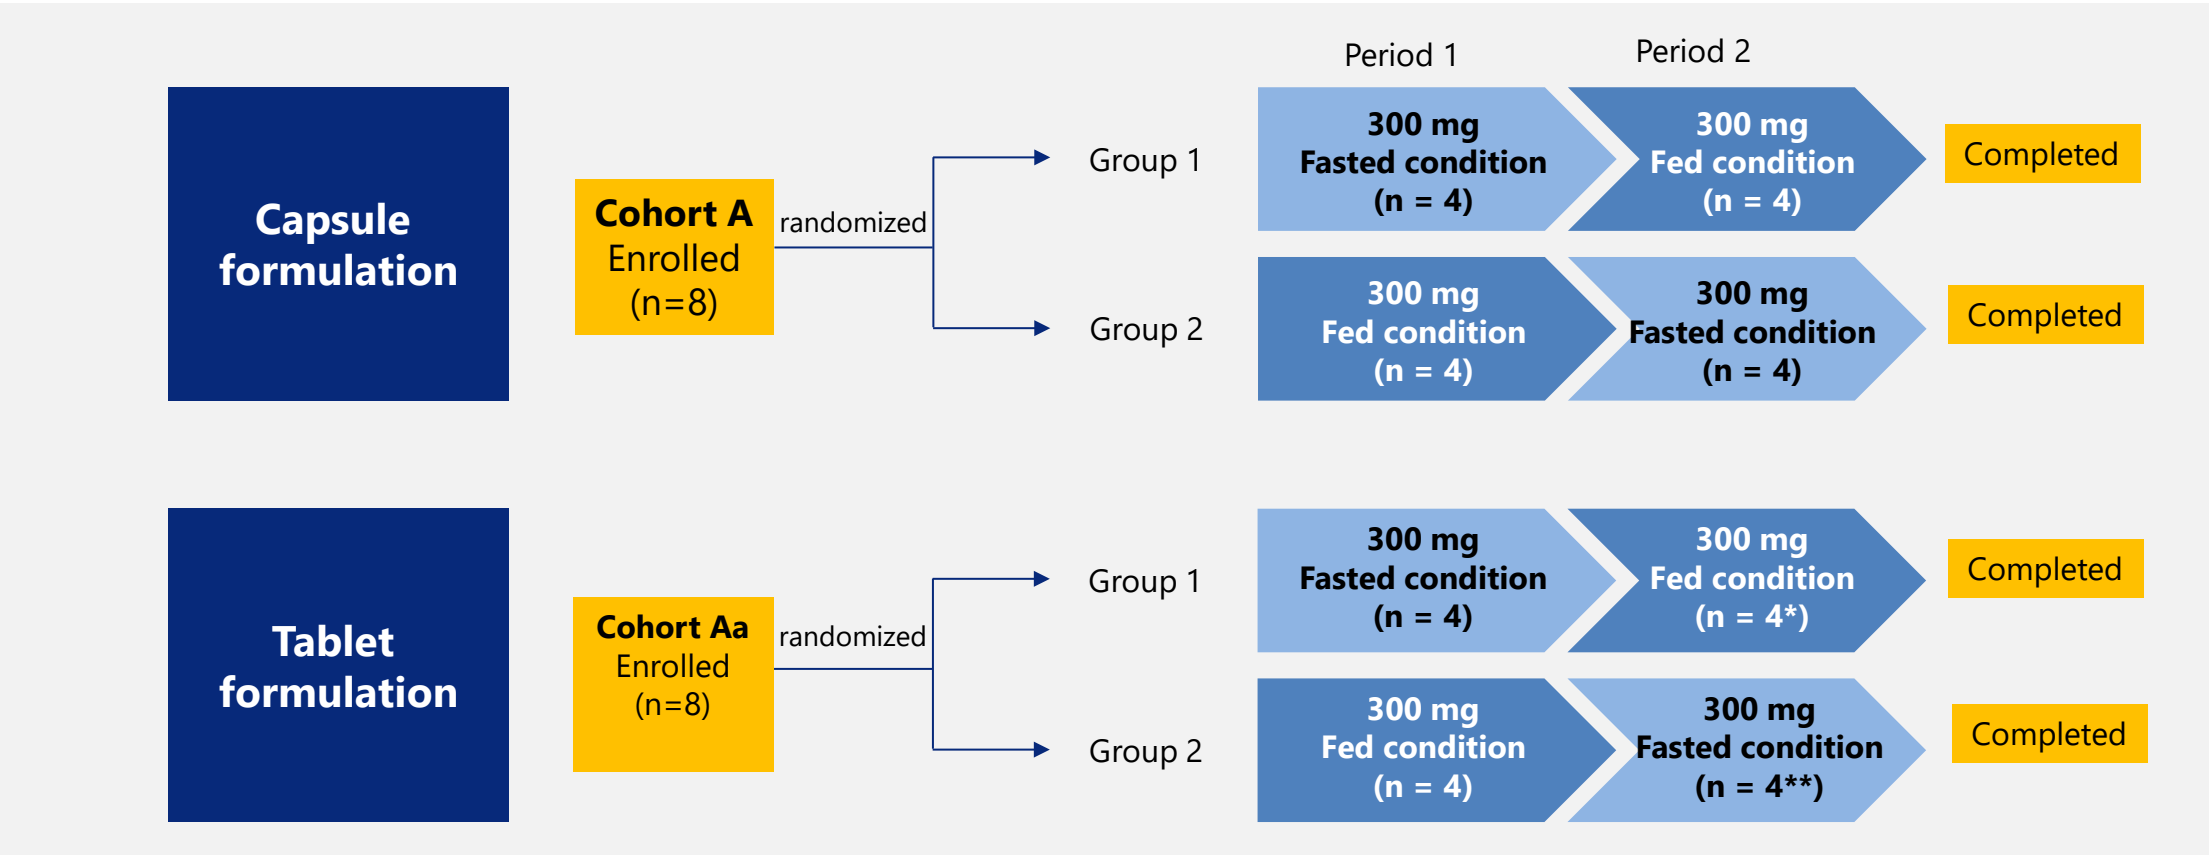 Period 1
Period 2
Capsule
formulation
Cohort A
Enrolled
(n=8)
randomized
Group 1
300 mg
Fasted condition
(n = 4)
300 mg
Fed condition
(n = 4)
Completed
Group 2
300 mg
Fed condition
(n = 4)
300 mg
Fasted condition
(n = 4)
Completed
Tablet
formulation
Cohort Aa
Enrolled
(n=8)
randomized
Group 1
300 mg
Fasted condition
(n = 4)
300 mg
Fed condition
(n = 4*)
Completed
Group 2
300 mg
Fed condition
(n = 4)
300 mg
Fasted condition
(n = 4**)
Completed